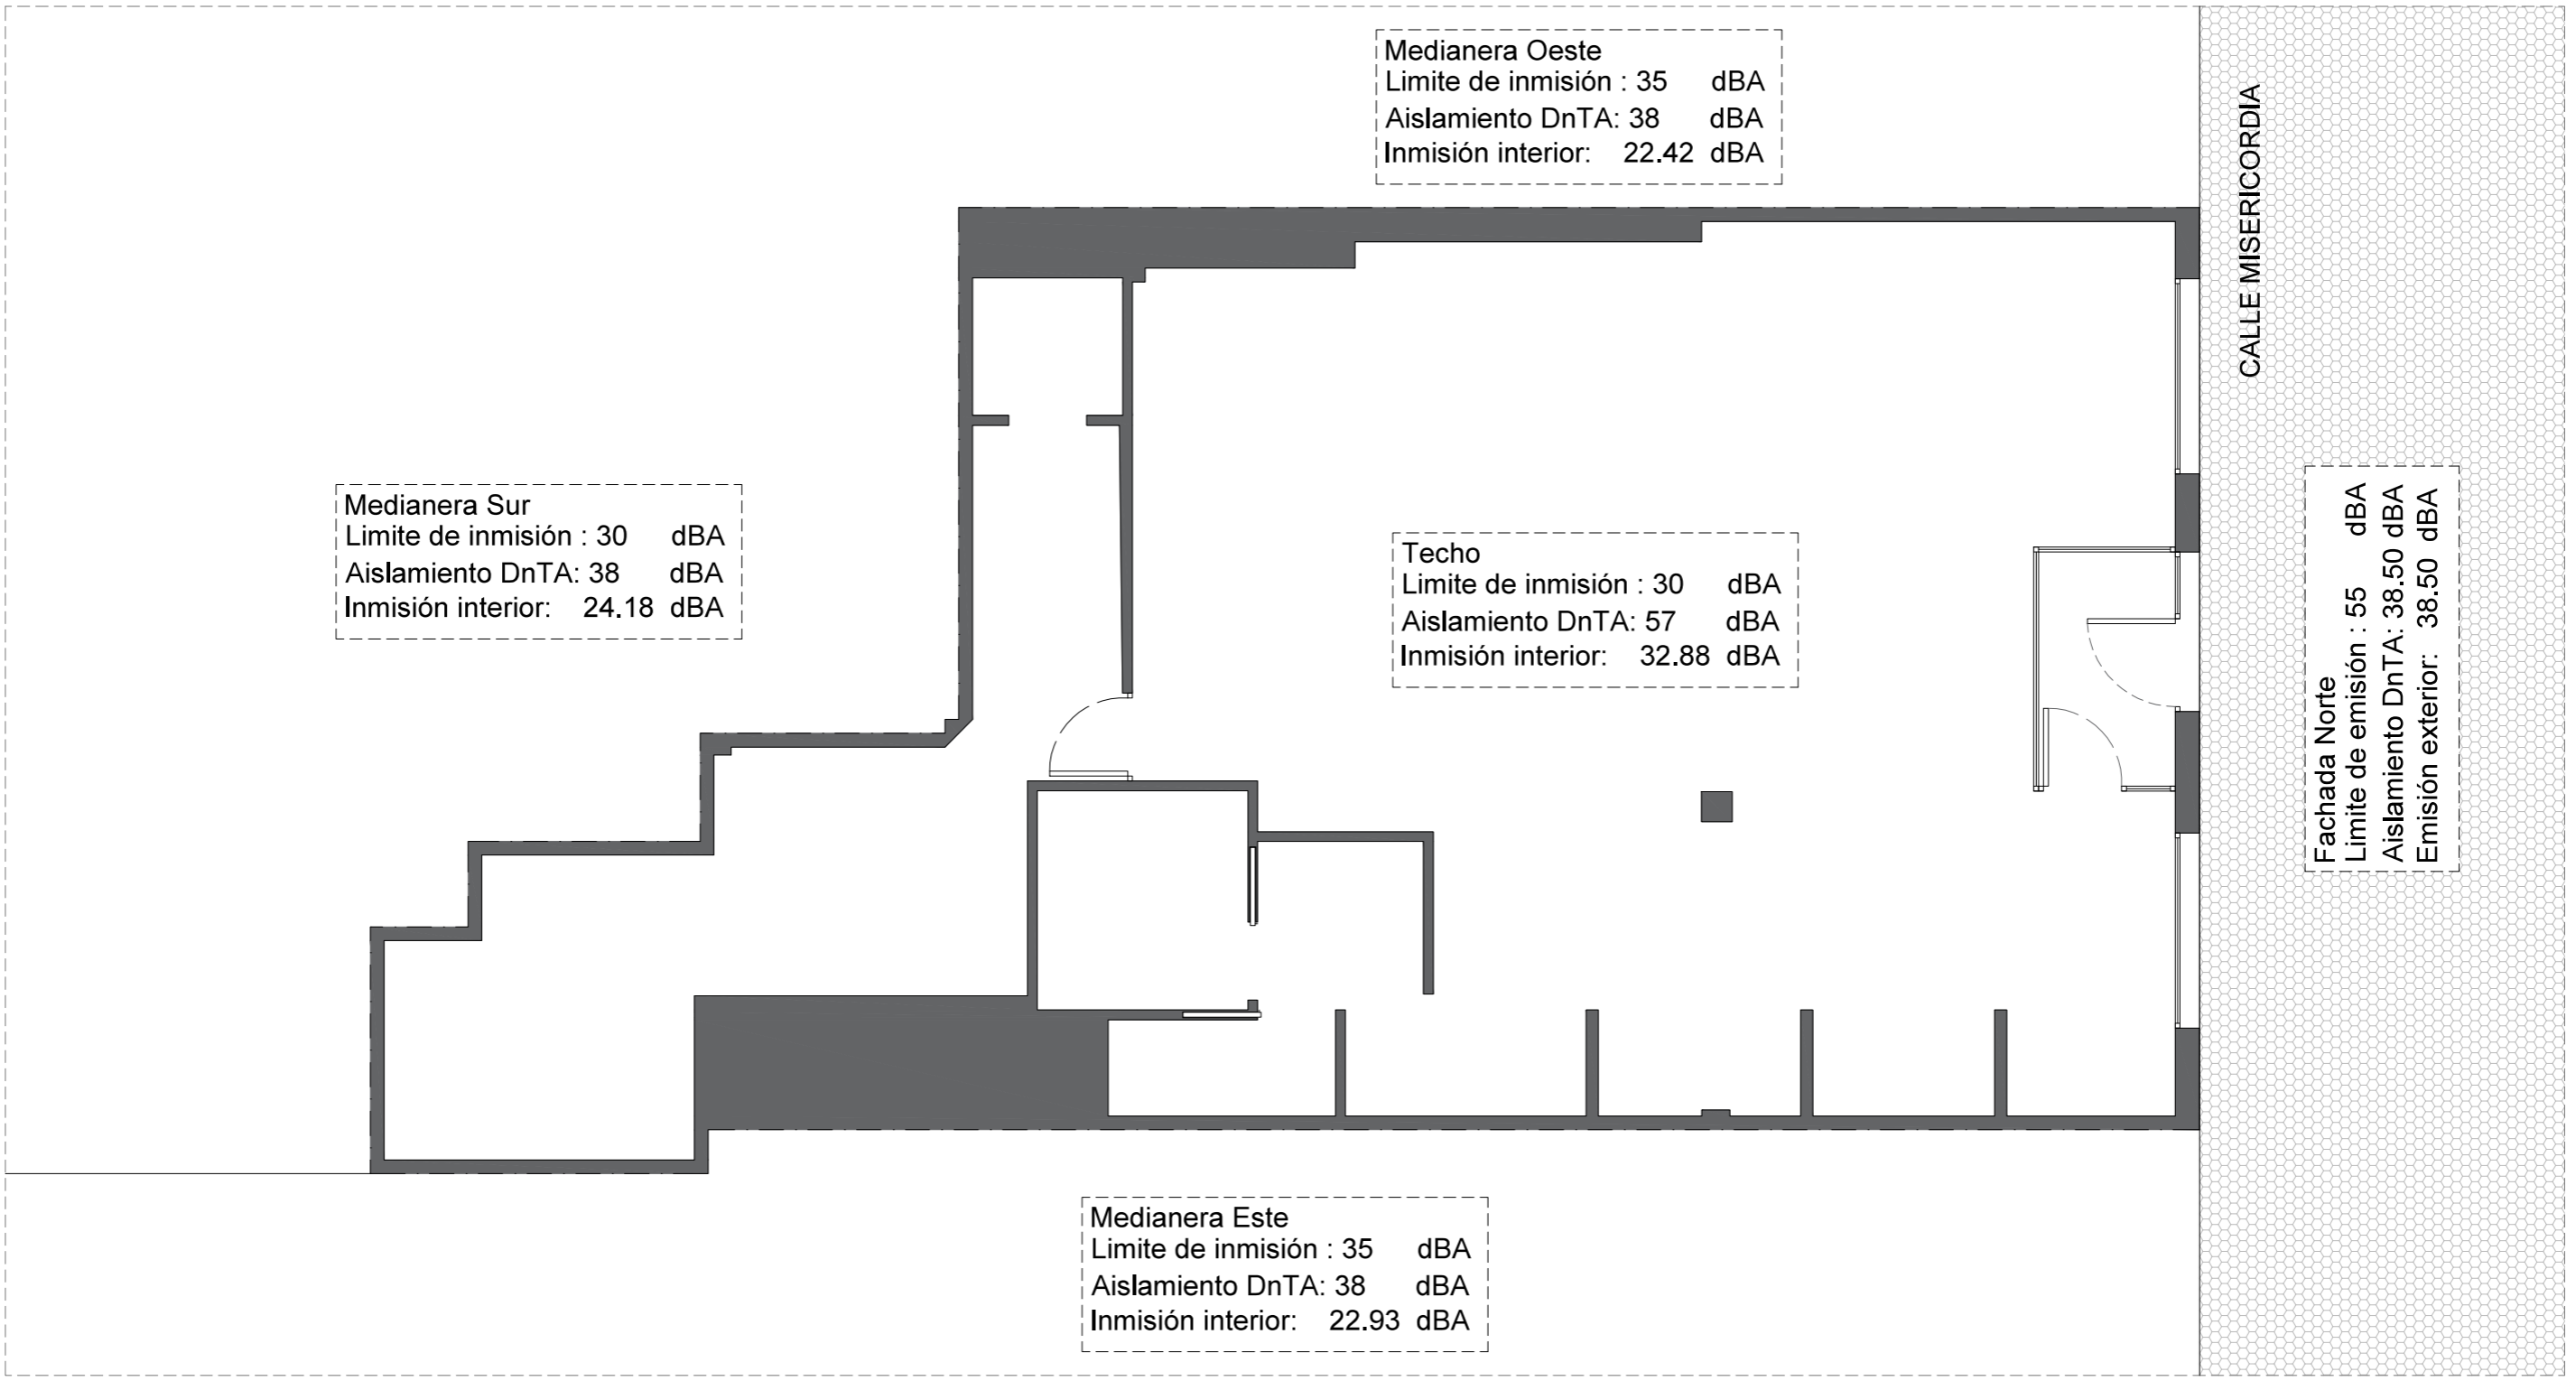 Medianera Oeste
Limite de inmisión : 35 dBA
Aislamiento DnTA: 38 dBA
Inmisión interior: 22.42 dBA
CALLE MISERICORDIA
Medianera Sur
Limite de inmisión : 30 dBA
Aislamiento DnTA: 38 dBA
Inmisión interior: 24.18 dBA
Techo
Limite de inmisión : 30 dBA
Aislamiento DnTA: 57 dBA
Inmisión interior: 32.88 dBA
Fachada Norte
Limite de emisión : 55 dBA
Aislamiento DnTA: 38.50 dBA
Emisión exterior: 38.50 dBA
Medianera Este
Limite de inmisión : 35 dBA
Aislamiento DnTA: 38 dBA
Inmisión interior: 22.93 dBA